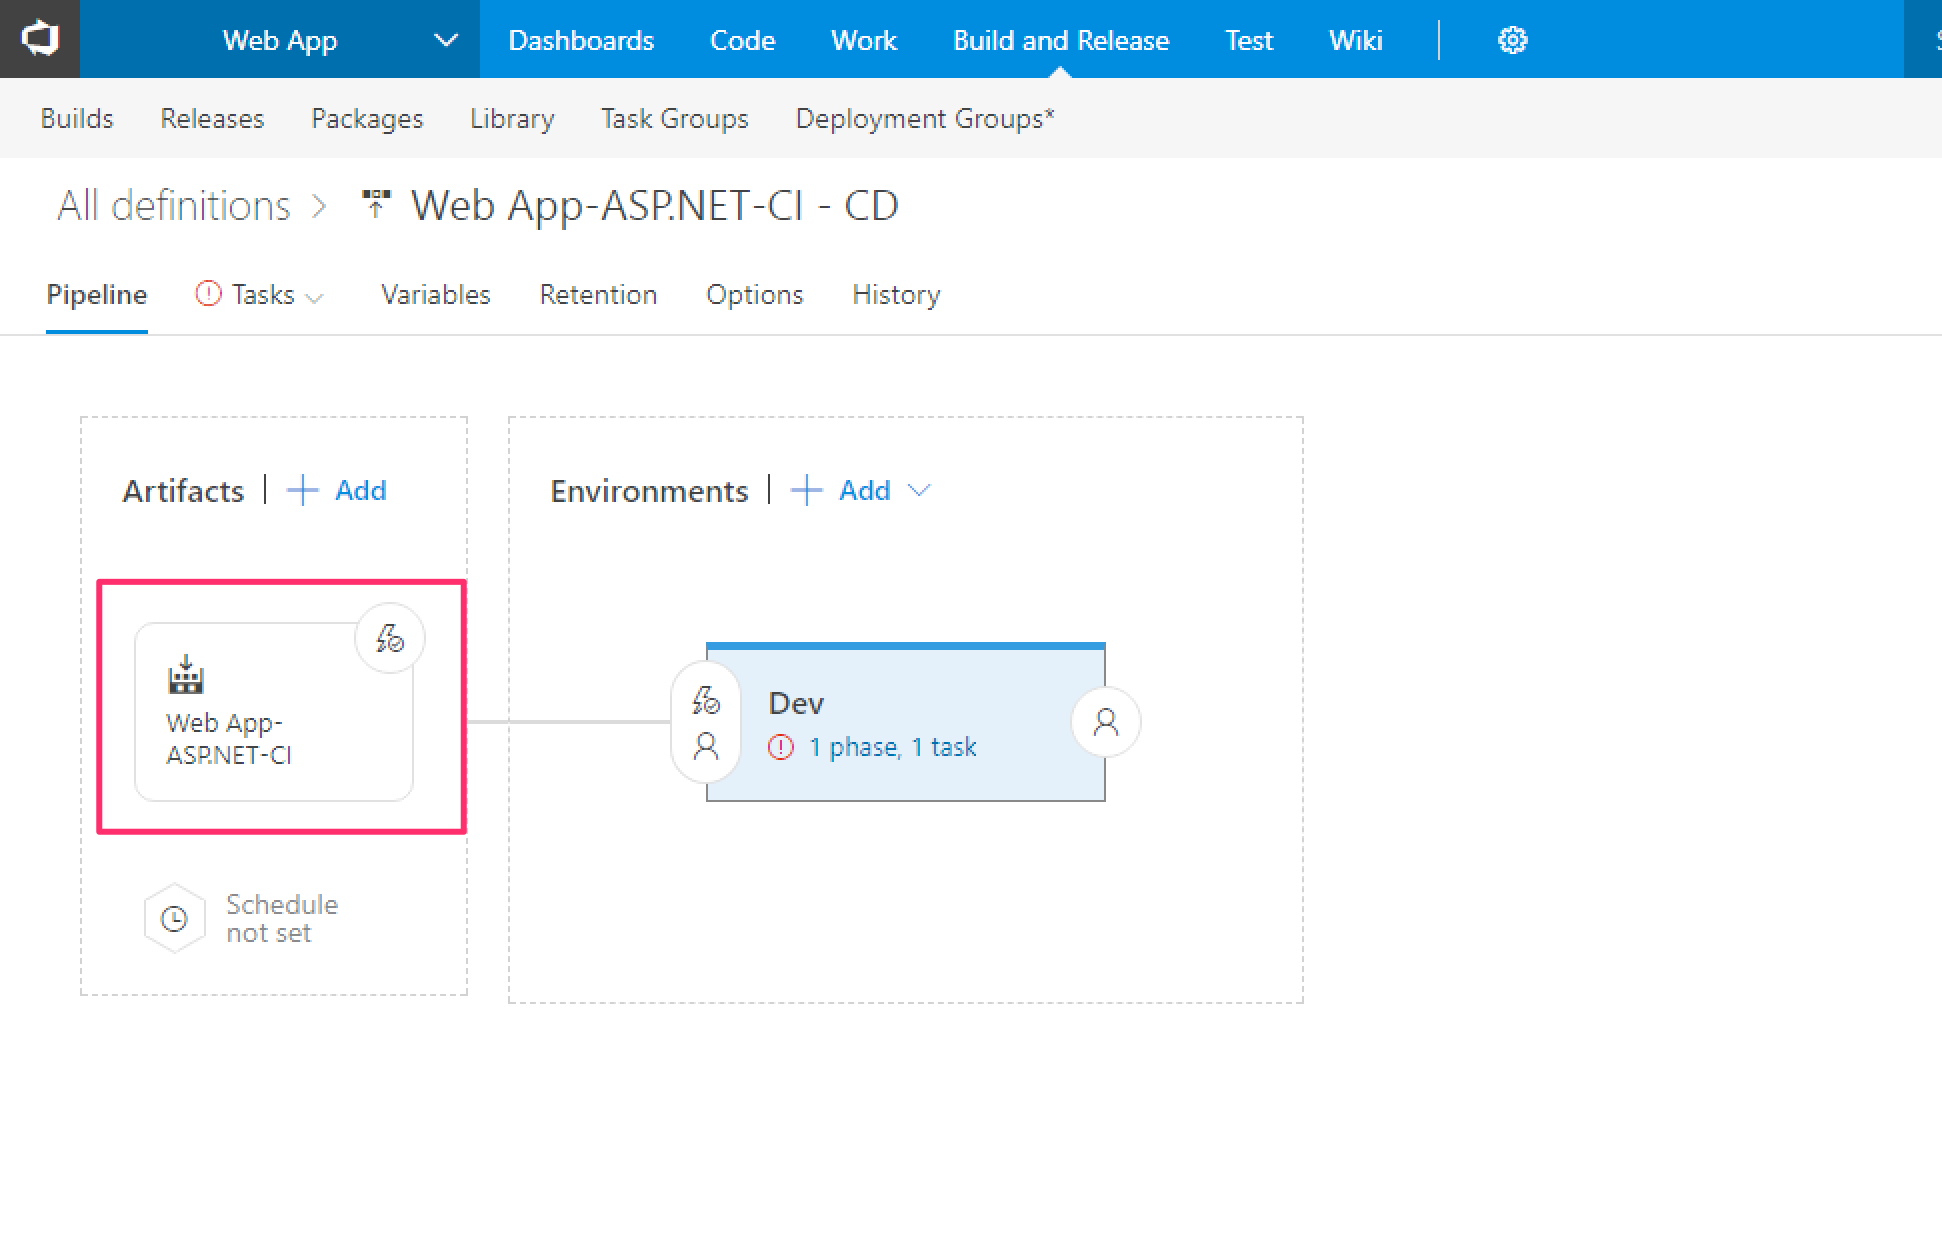 Web App Dashboards Code Work Build and Release Test Wiki
Builds Releases Packages Library Task Groups Deployment Groups*
All definitions > Web App-ASP.NET-CI - CD
Pipeline Tasks Variables Retention Options History
Artifacts | + Add
Environments | + Add
Web App-
ASP.NET-CI
Schedule
not set
Dev
1 phase, 1 task